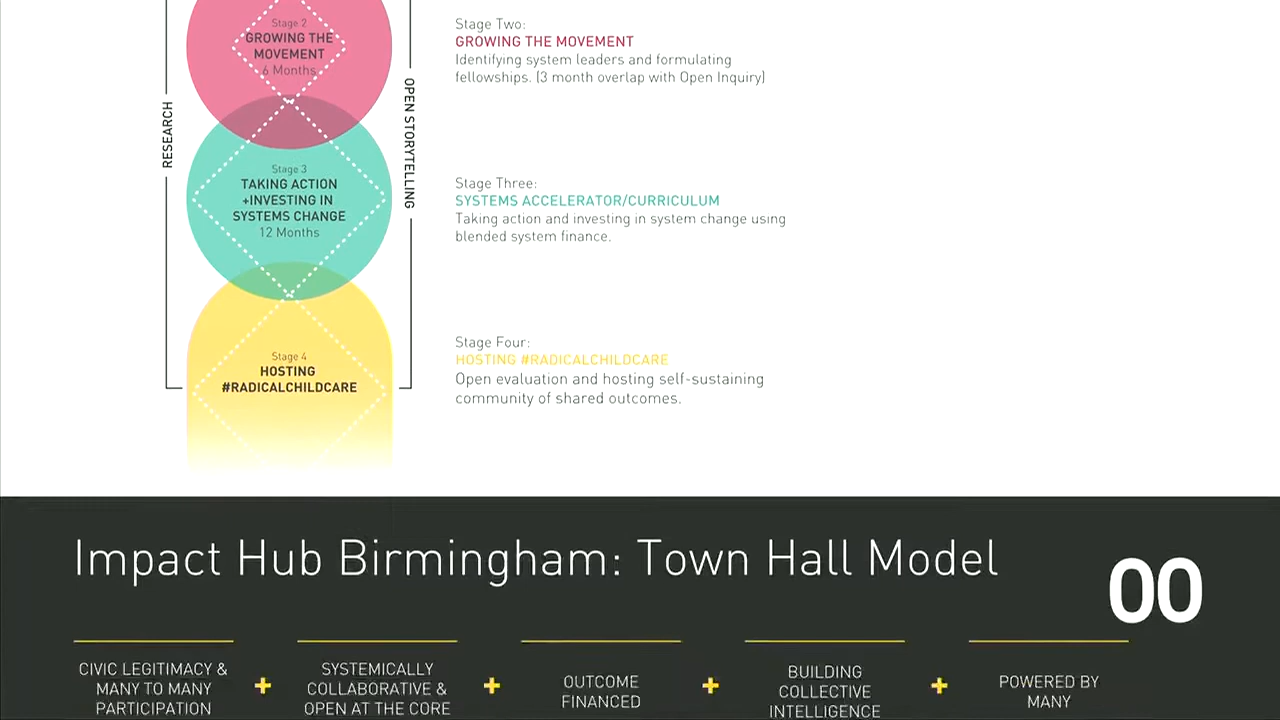 Stage 2
GROWING THE
MOVEMENT
6 Months
RESEARCH
OPEN STORYTELLING
Stage Two:
GROWING THE MOVEMENT
Identifying system leaders and formulating
fellowships. (3 month overlap with Open Inquiry)
Stage 3
TAKING ACTION
+INVESTING IN
SYSTEMS CHANGE
12 Months
Stage Three:
SYSTEMS ACCELERATOR/CURRICULUM
Taking action and investing in system change using
blended system finance.
Stage 4
HOSTING
#RADICALCHILDCARE
Stage Four:
HOSTING #RADICALCHILDCARE
Open evaluation and hosting self-sustaining
community of shared outcomes.
Impact Hub Birmingham: Town Hall Model
00
CIVIC LEGITIMACY &
MANY TO MANY
PARTICIPATION
+
SYSTEMICALLY
COLLABORATIVE &
OPEN AT THE CORE
+
OUTCOME
FINANCED
+
BUILDING
COLLECTIVE
INTELLIGENCE
+
POWERED BY
MANY